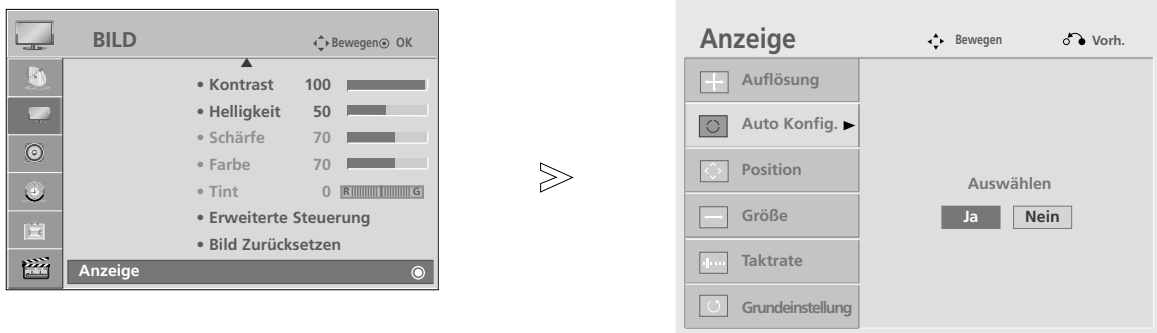 BILD
Bewegen OK
• Kontrast 100
• Helligkeit 50
• Schärfe 70
• Farbe 70
• Tint 0 R G
• Erweiterte Steuerung
• Bild Zurücksetzen
Anzeige
Anzeige
Bewegen Vorh.
Auflösung
Auto Konfig.
Position
Größe
Taktrate
Grundeinstellung
Auswählen
Ja Nein